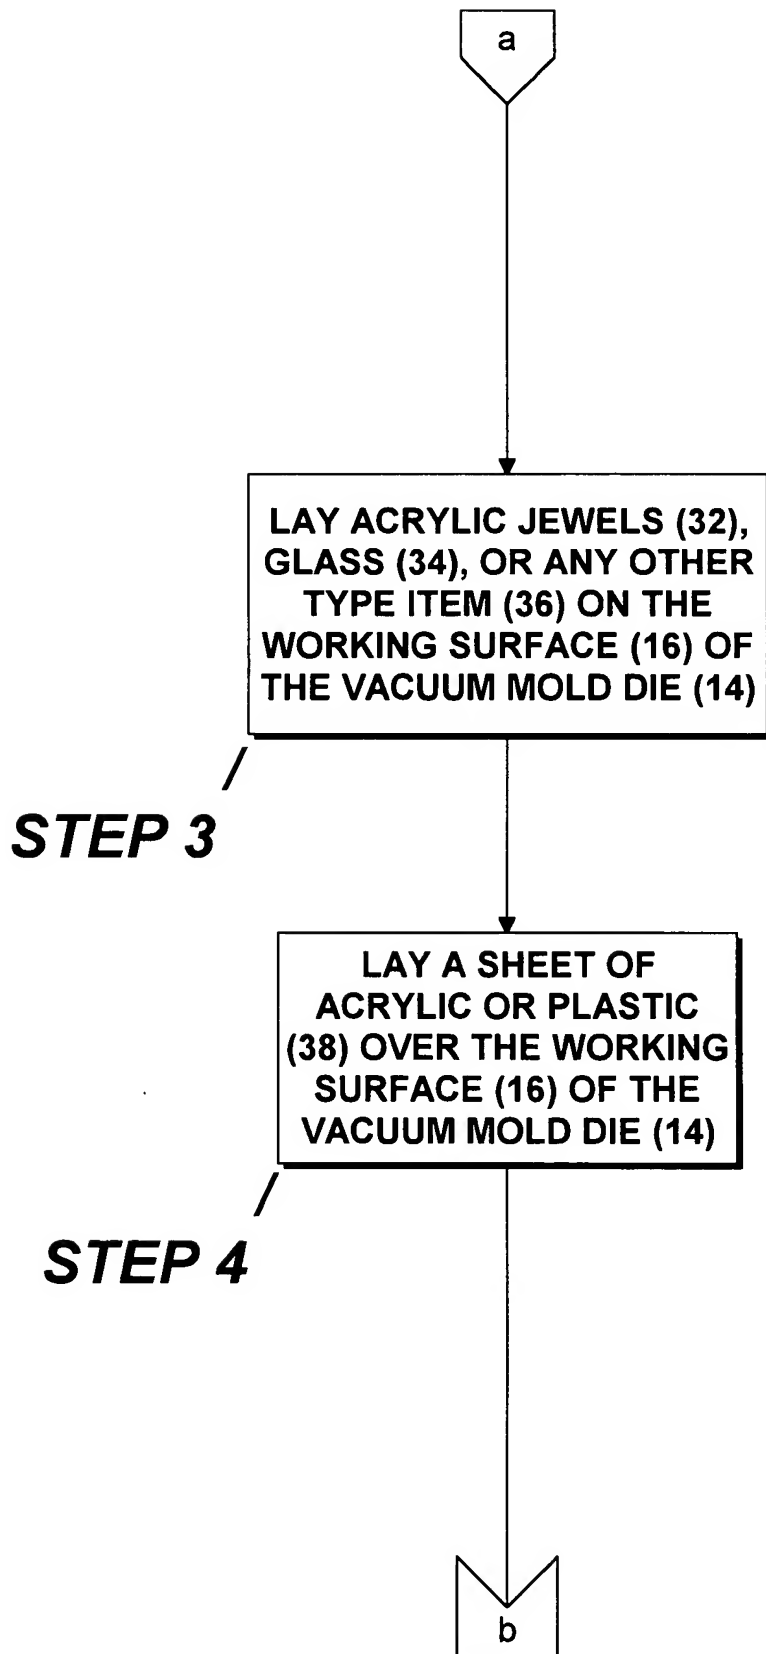 a
LAY ACRYLIC JEWELS (32),
GLASS (34), OR ANY OTHER
TYPE ITEM (36) ON THE
WORKING SURFACE (16) OF
THE VACUUM MOLD DIE (14)
STEP 3
LAY A SHEET OF
ACRYLIC OR PLASTIC
(38) OVER THE WORKING
SURFACE (16) OF THE
VACUUM MOLD DIE (14)
STEP 4
b